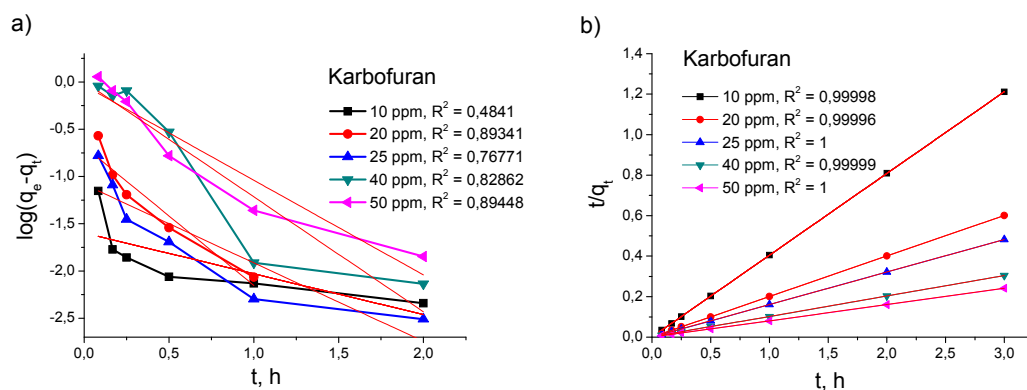 a)
Karbofuran
10 ppm, R² = 0,4841
20 ppm, R² = 0,89341
25 ppm, R² = 0,76771
40 ppm, R² = 0,82862
50 ppm, R² = 0,89448
log(qₑ-qₜ)
0,0
-0,5
-1,0
-1,5
-2,0
-2,5
0,0 0,5 1,0 1,5 2,0
t, h
b)
Karbofuran
10 ppm, R² = 0,99998
20 ppm, R² = 0,99996
25 ppm, R² = 1
40 ppm, R² = 0,99999
50 ppm, R² = 1
t/qₜ
1,4
1,2
1,0
0,8
0,6
0,4
0,2
0,0
0,0 0,5 1,0 1,5 2,0 2,5 3,0
t, h